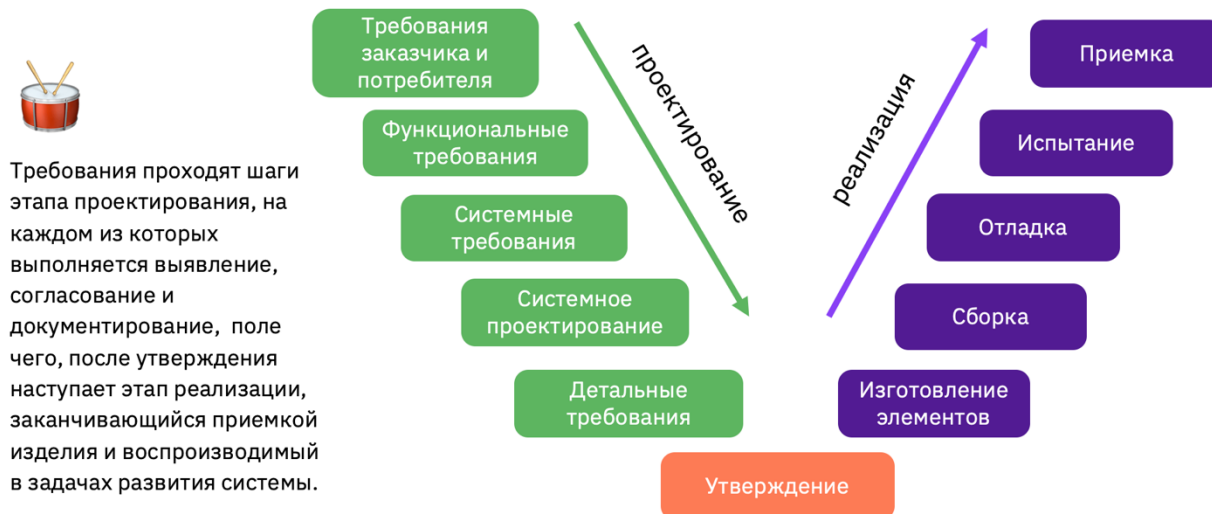 Требования
заказчика и
потребителя
Функциональные
требования
Системные
требования
Системное
проектирование
Детальные
требования
проектирование
Утверждение
реализация
Приемка
Испытание
Отладка
Сборка
Изготовление
элементов
Требования проходят шаги
этапа проектирования, на
каждом из которых
выполняется выявление,
согласование и
документирование,  поле
чего, после утверждения
наступает этап реализации,
заканчивающийся приемкой
изделия и воспроизводимый
в задачах развития системы.